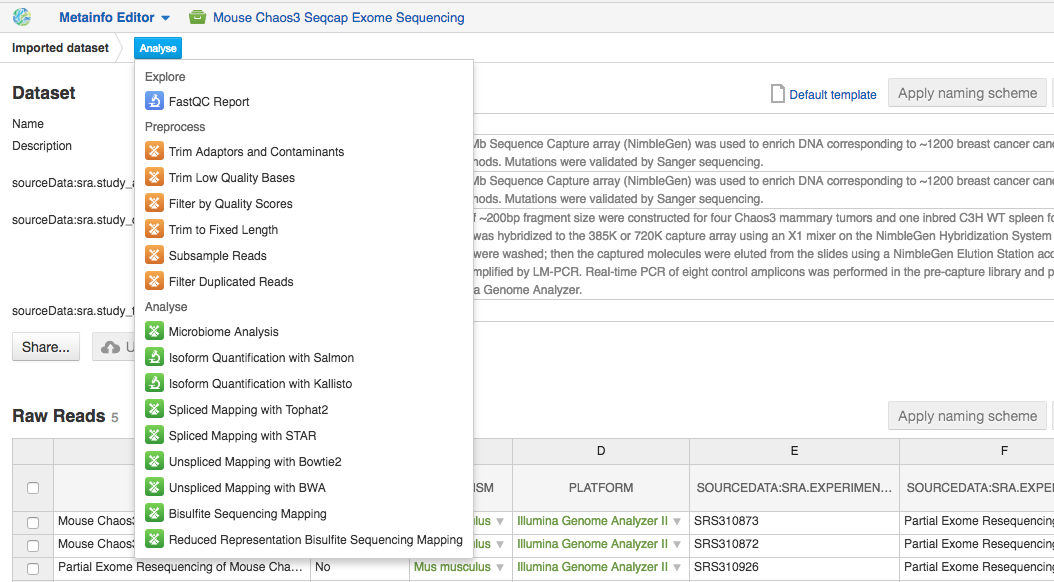 Metainfo Editor Mouse Chaos3 Seqcap Exome Sequencing
Imported dataset Analyse
Explore
FastQC Report
Preprocess
Trim Adaptors and Contaminants
Trim Low Quality Bases
Filter by Quality Scores
Trim to Fixed Length
Subsample Reads
Filter Duplicated Reads
Analyse
Microbiome Analysis
Isoform Quantification with Salmon
Isoform Quantification with Kallisto
Spliced Mapping with Tophat2
Spliced Mapping with STAR
Unspliced Mapping with Bowtie2
Unspliced Mapping with BWA
Bisulfite Sequencing Mapping
Reduced Representation Bisulfite Sequencing Mapping
Dataset
Default template Apply naming scheme
Name
Description
Mb Sequence Capture array (NimbleGen) was used to enrich DNA corresponding to ~1200 breast cancer
nods. Mutations were validated by Sanger sequencing.
sourceData:sra.study_
Mb Sequence Capture array (NimbleGen) was used to enrich DNA corresponding to ~1200 breast cancer
nods. Mutations were validated by Sanger sequencing.
sourceData:sra.study_
f ~200bp fragment size were constructed for four Chaos3 mammary tumors and one inbred C3H WT spleen
was hybridized to the 385K or 720K capture array using an X1 mixer on the NimbleGen Hybridization System
were washed; then the captured molecules were eluted from the slides using a NimbleGen Elution Station
mplified by LM-PCR. Real-time PCR of eight control amplicons was performed in the pre-capture library and
a Genome Analyzer.
sourceData:sra.study_
Share... U
Raw Reads 5 Apply naming scheme
D E F
ISM PLATFORM SOURCEDATA:SRA.EXPERIMEN... SOURCEDATA:SRA.EXPE
Mouse Chaos3 ulus Illumina Genome Analyzer II SRS310873 Partial Exome Resequencing
Mouse Chaos3 ulus Illumina Genome Analyzer II SRS310872 Partial Exome Resequencing
Partial Exome Resequencing of Mouse Cha... No Mus musculus Illumina Genome Analyzer II SRS310926 Partial Exome Resequencing